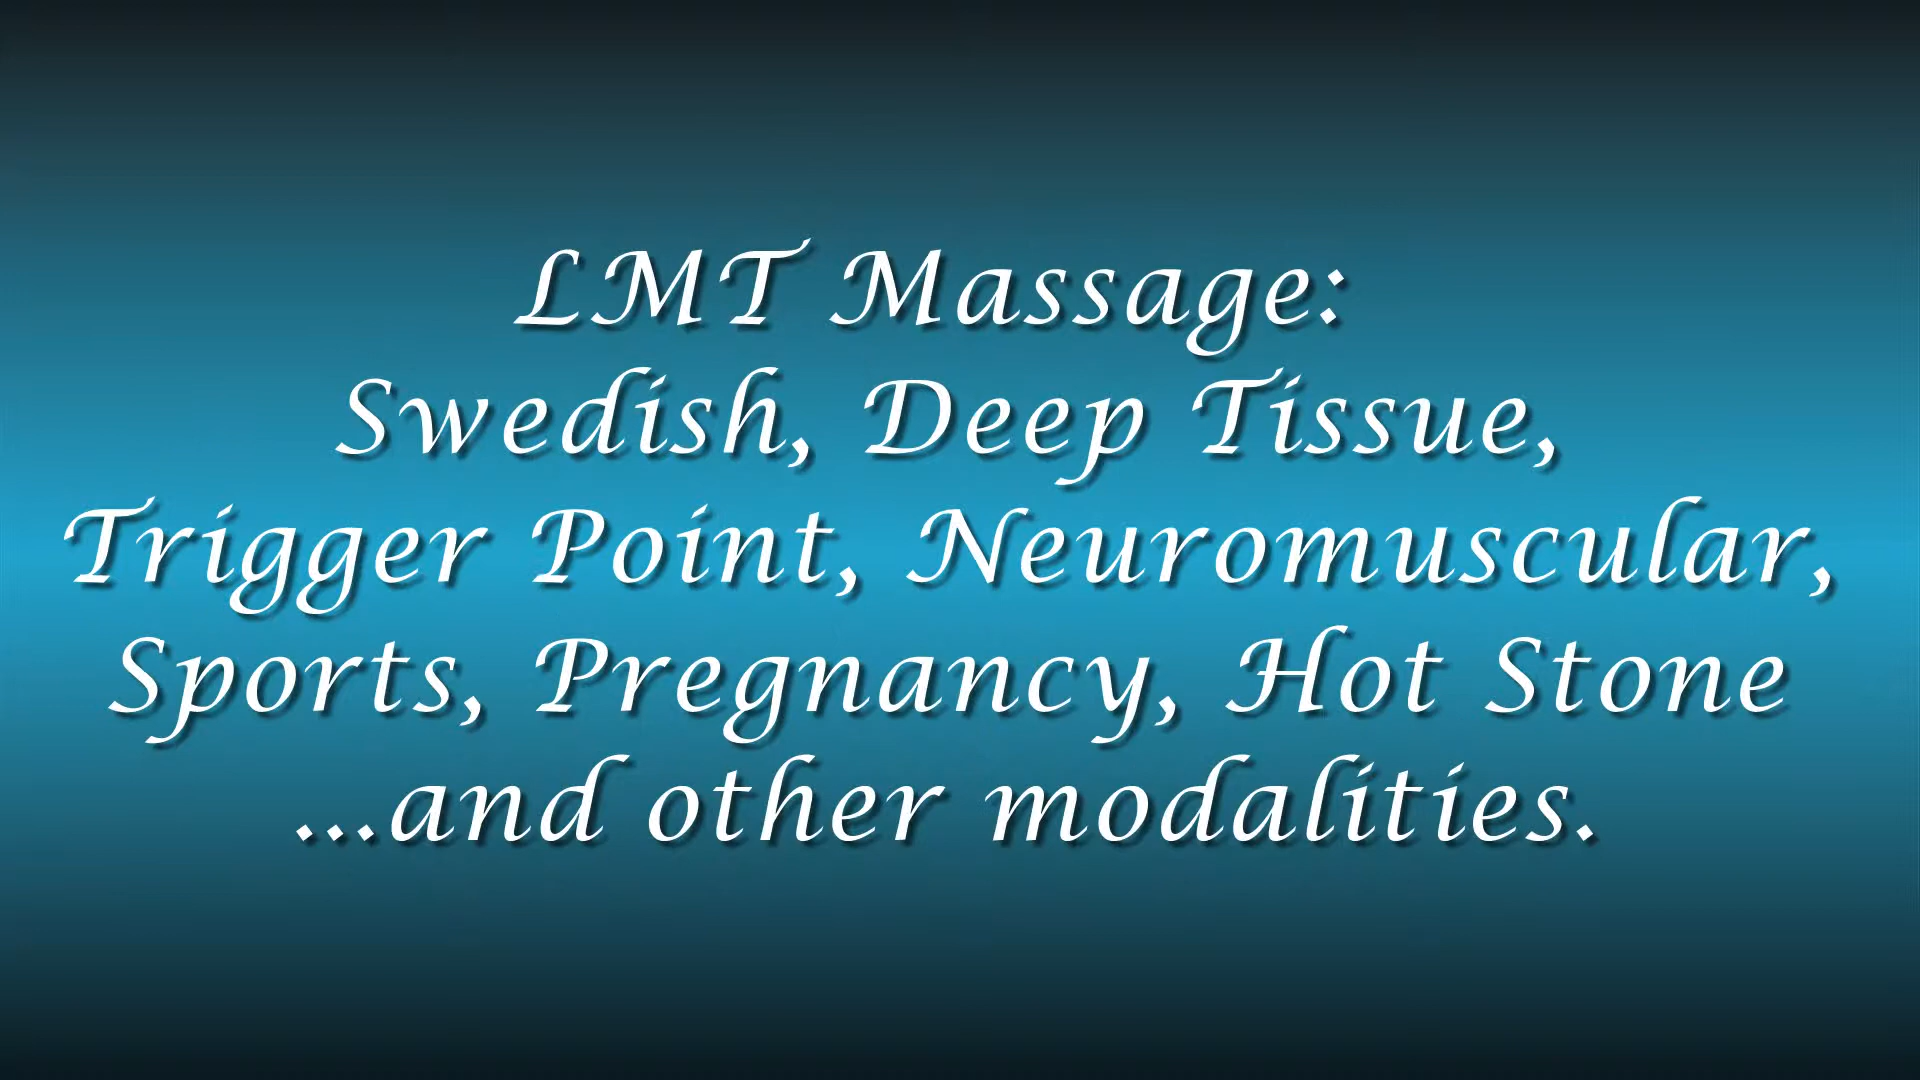 LMT Massage:
Swedish, Deep Tissue,
Trigger Point, Neuromuscular,
Sports, Pregnancy, Hot Stone
...and other modalities.